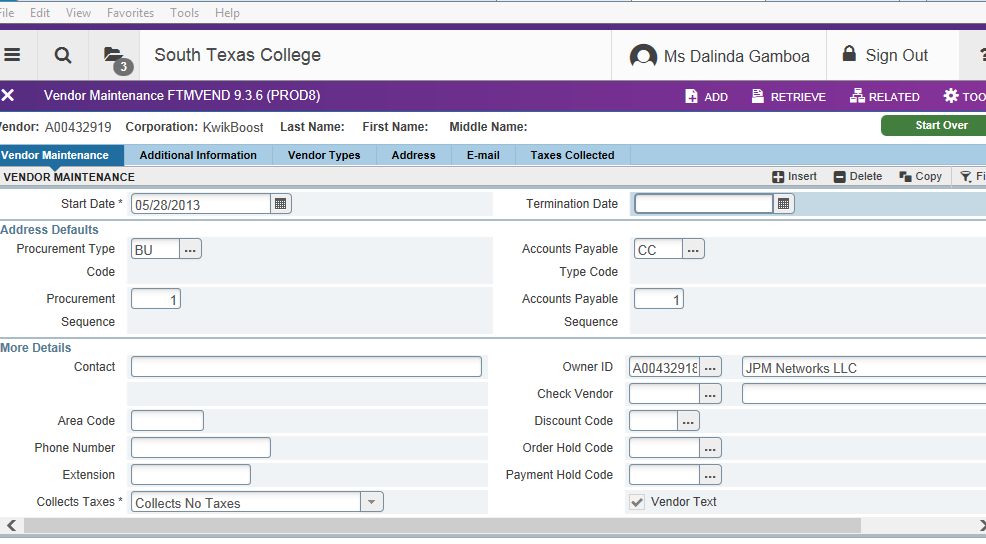 File Edit View Favorites Tools Help
3 South Texas College Ms Dalinda Gamboa Sign Out ?
Vendor Maintenance FTMVEND 9.3.6 (PROD8) ADD RETRIEVE RELATED TOO
Vendor: A00432919 Corporation: KwikBoost Last Name: First Name: Middle Name: Start Over
Vendor Maintenance Additional Information Vendor Types Address E-mail Taxes Collected
VENDOR MAINTENANCE Insert Delete Copy Fi
Start Date * 05/28/2013 Termination Date
Address Defaults
Procurement Type Code BU ... Accounts Payable Type Code CC ...
Procurement Sequence 1 Accounts Payable Sequence 1
More Details
Contact Owner ID A00432918 ... JPM Networks LLC
Check Vendor ...
Area Code Discount Code ...
Phone Number Order Hold Code ...
Extension Payment Hold Code ...
Collects Taxes * Collects No Taxes Vendor Text